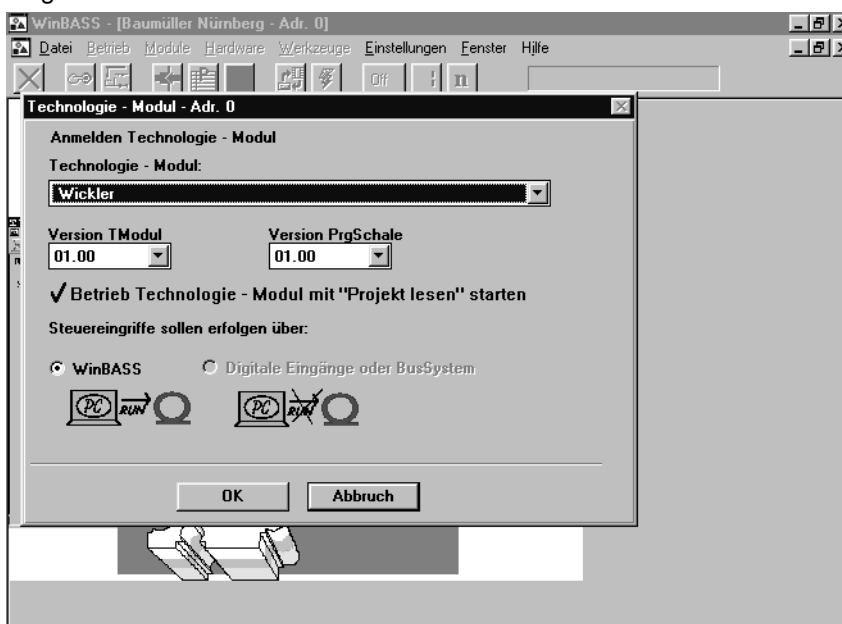 WinBASS - [Baumüller Nürnberg - Adr. 0]
Datei Betrieb Module Hardware Werkzeuge Einstellungen Fenster Hilfe
Off n
Technologie - Modul - Adr. 0
Anmelden Technologie - Modul
Technologie - Modul:
Wickler
Version TModul Version PrgSchale
01.00 01.00
Betrieb Technologie - Modul mit "Projekt lesen" starten
Steuereingriffe sollen erfolgen über:
WinBASS Digitale Eingänge oder BusSystem
PC RUN PC RUN
OK Abbruch